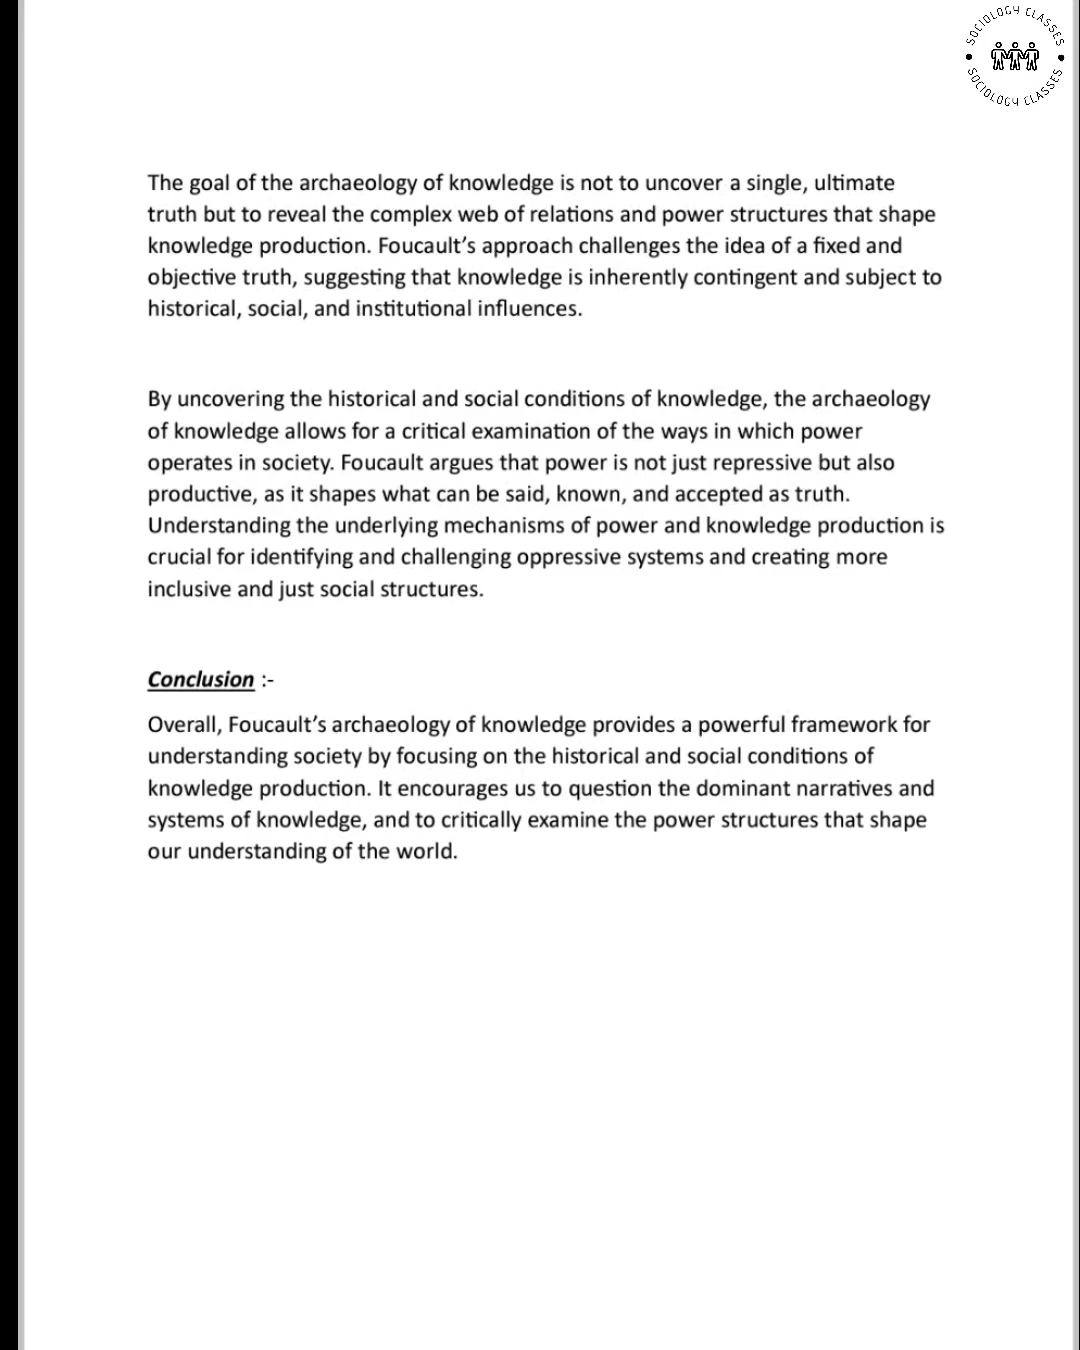 SOCIOLOGY CLASSES
SOCIOLOGY CLASSES
The goal of the archaeology of knowledge is not to uncover a single, ultimate
truth but to reveal the complex web of relations and power structures that shape
knowledge production. Foucault’s approach challenges the idea of a fixed and
objective truth, suggesting that knowledge is inherently contingent and subject to
historical, social, and institutional influences.
By uncovering the historical and social conditions of knowledge, the archaeology
of knowledge allows for a critical examination of the ways in which power
operates in society. Foucault argues that power is not just repressive but also
productive, as it shapes what can be said, known, and accepted as truth.
Understanding the underlying mechanisms of power and knowledge production is
crucial for identifying and challenging oppressive systems and creating more
inclusive and just social structures.
Conclusion :-
Overall, Foucault’s archaeology of knowledge provides a powerful framework for
understanding society by focusing on the historical and social conditions of
knowledge production. It encourages us to question the dominant narratives and
systems of knowledge, and to critically examine the power structures that shape
our understanding of the world.